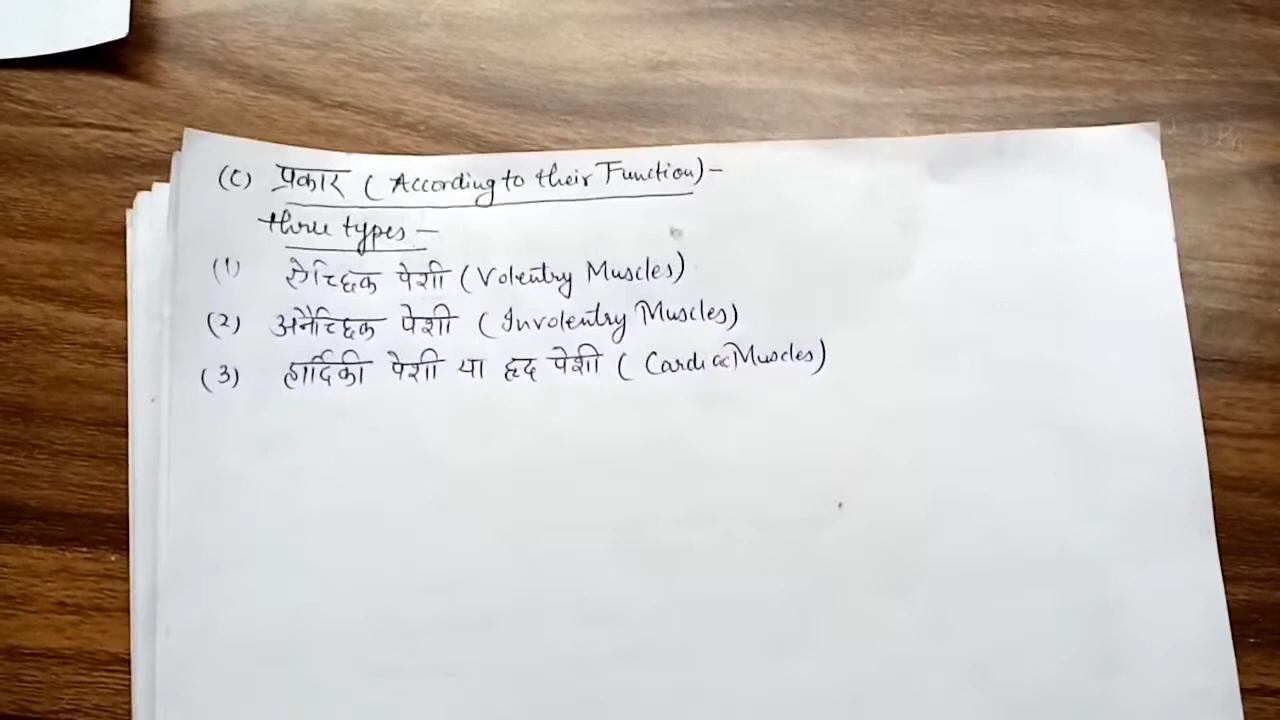 (C) प्रकार (According to their Function) –
three types –
(1) ऐच्छिक पेशी (Volentry Muscles)
(2) अनैच्छिक पेशी (Involentry Muscles)
(3) हार्दिकी पेशी या हृद पेशी (Cardiac Muscles)